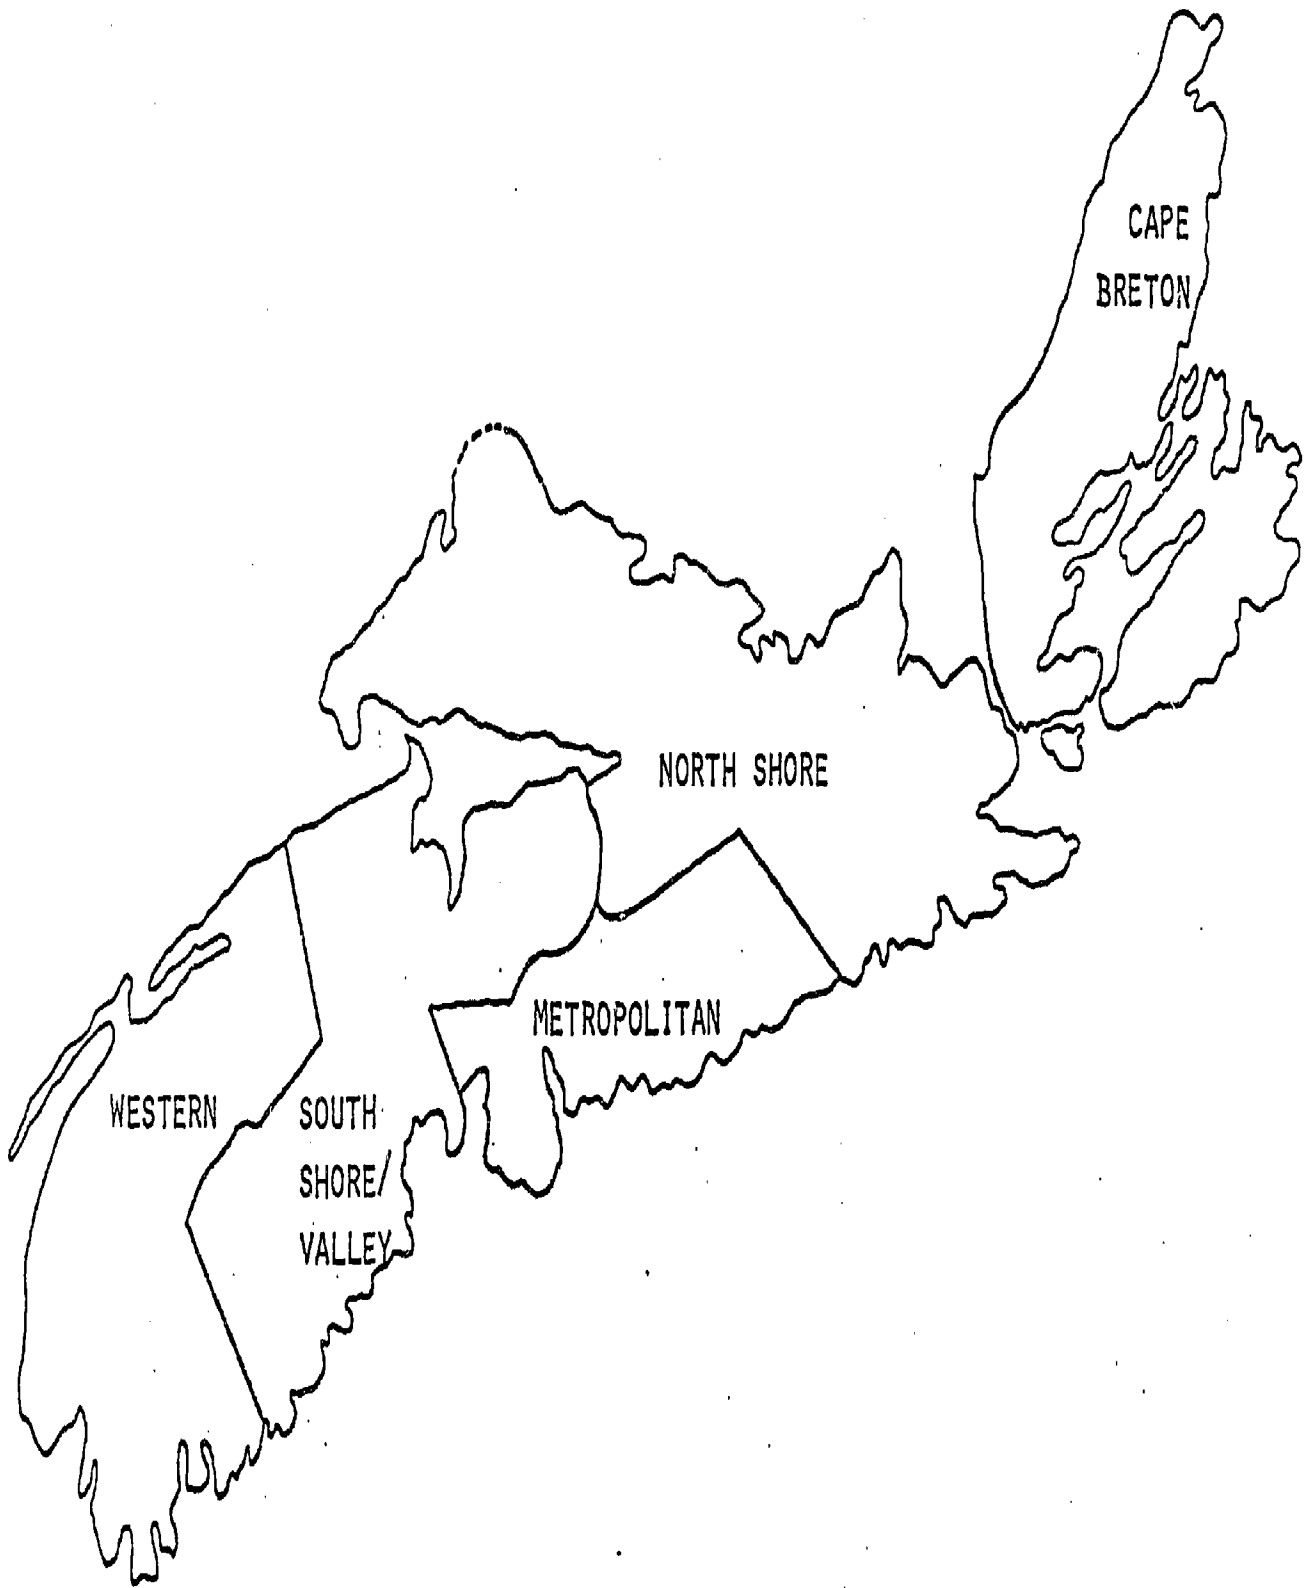 CAPE
BRETON
NORTH SHORE
METROPOLITAN
WESTERN
SOUTH
SHORE/
VALLEY